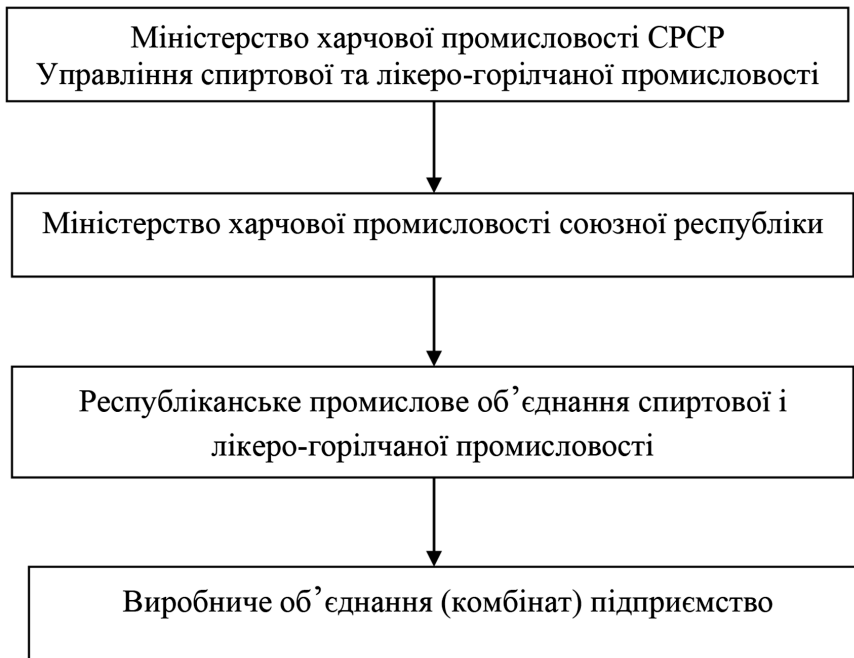 Міністерство харчової промисловості СРСР
Управління спиртової та лікеро-горілчаної промисловості
Міністерство харчової промисловості союзної республіки
Республіканське промислове об’єднання спиртової і
лікеро-горілчаної промисловості
Виробниче об’єднання (комбінат) підприємство